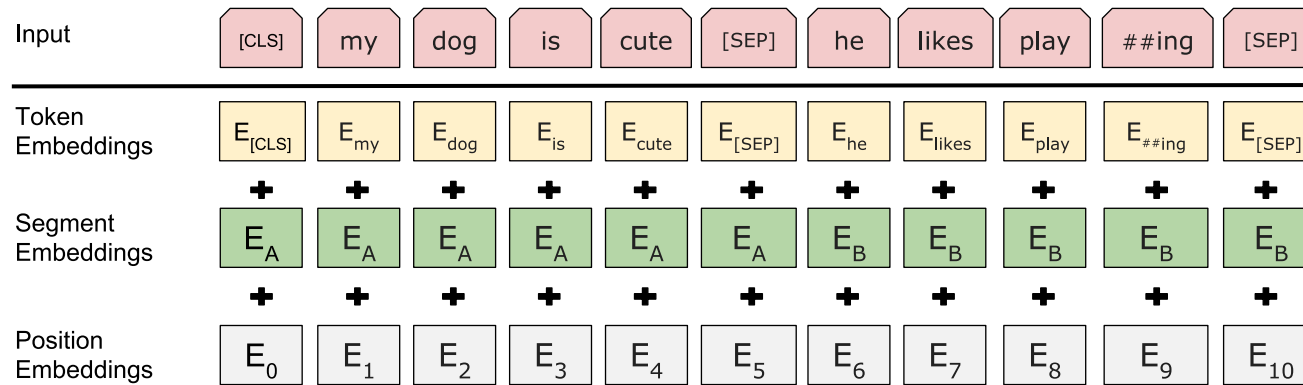 Input [CLS] my dog is cute [SEP] he likes play ##ing [SEP]
Token Embeddings E[CLS] Emy Edog Eis Ecute E[SEP] Ehe Elikes Eplay E##ing E[SEP]
+ + + + + + + + + + +
Segment Embeddings EA EA EA EA EA EA EB EB EB EB EB
+ + + + + + + + + + +
Position Embeddings E0 E1 E2 E3 E4 E5 E6 E7 E8 E9 E10